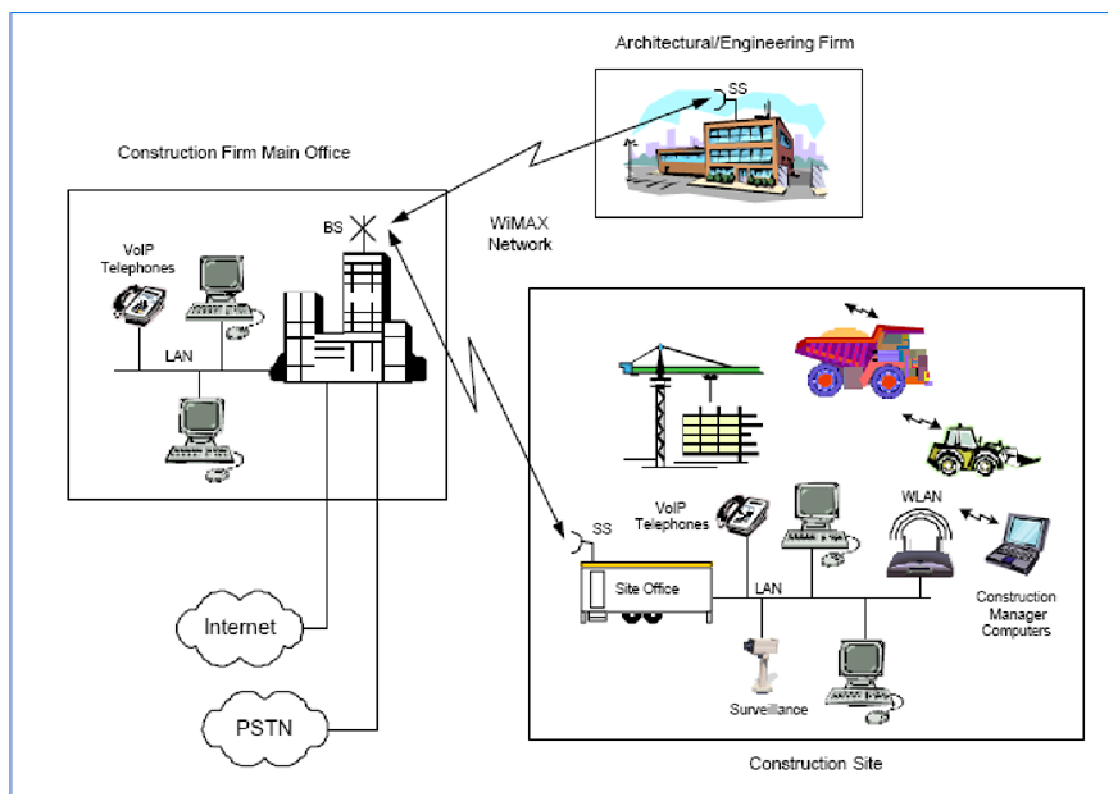 Architectural/Engineering Firm
SS
Construction Firm Main Office
BS
WiMAX
Network
VoIP
Telephones
LAN
SS
Site Office
VoIP
Telephones
LAN
WLAN
Construction
Manager
Computers
Surveillance
Internet
PSTN
Construction Site